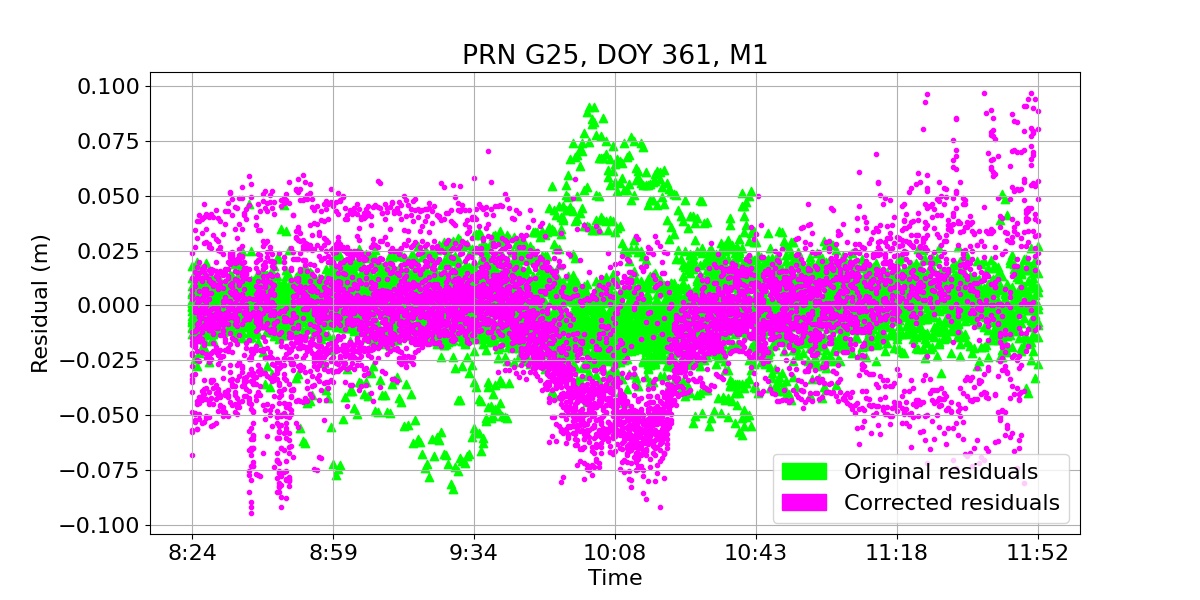 PRN G25, DOY 361, M1
Residual (m)
0.100
0.075
0.050
0.025
0.000
−0.025
−0.050
−0.075
−0.100
Original residuals
Corrected residuals
8:24 8:59 9:34 10:08 10:43 11:18 11:52
Time